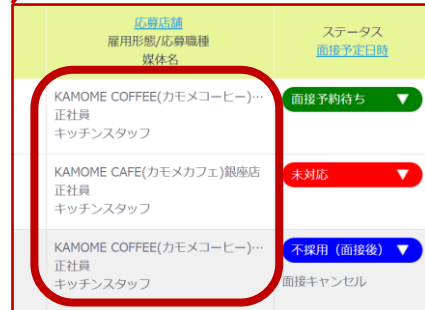 応募店舗
雇用形態/応募職種
媒体名
ステータス
面接予定日時
KAMOME COFFEE(カモメコーヒー)…
正社員
キッチンスタッフ
面接予約待ち ▼
KAMOME CAFE(カモメカフェ)銀座店
正社員
キッチンスタッフ
未対応 ▼
KAMOME COFFEE(カモメコーヒー)…
正社員
キッチンスタッフ
不採用（面接後） ▼
面接キャンセル